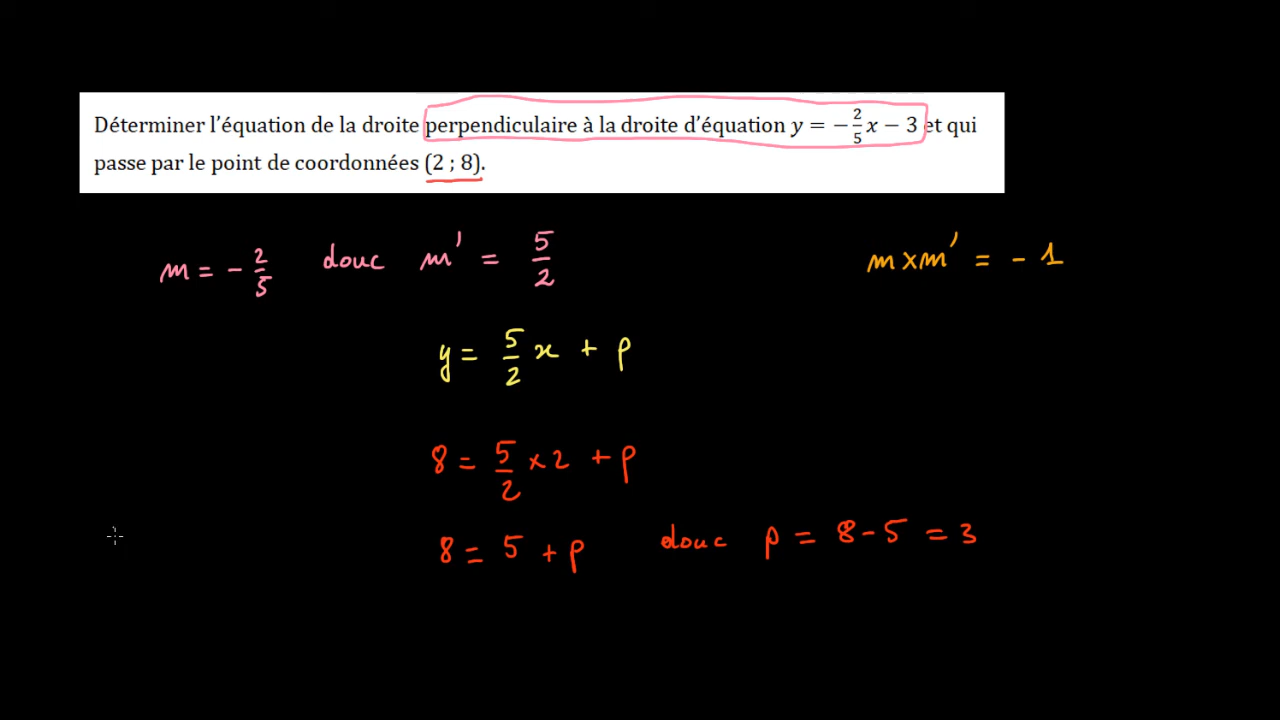 Déterminer l'équation de la droite perpendiculaire à la droite d'équation y = −2/5 x − 3 et qui
passe par le point de coordonnées (2 ; 8).
m = - 2/5 donc m' = 5/2
m x m' = - 1
y = 5/2 x + p
8 = 5/2 × 2 + p
8 = 5 + p donc p = 8 - 5 = 3